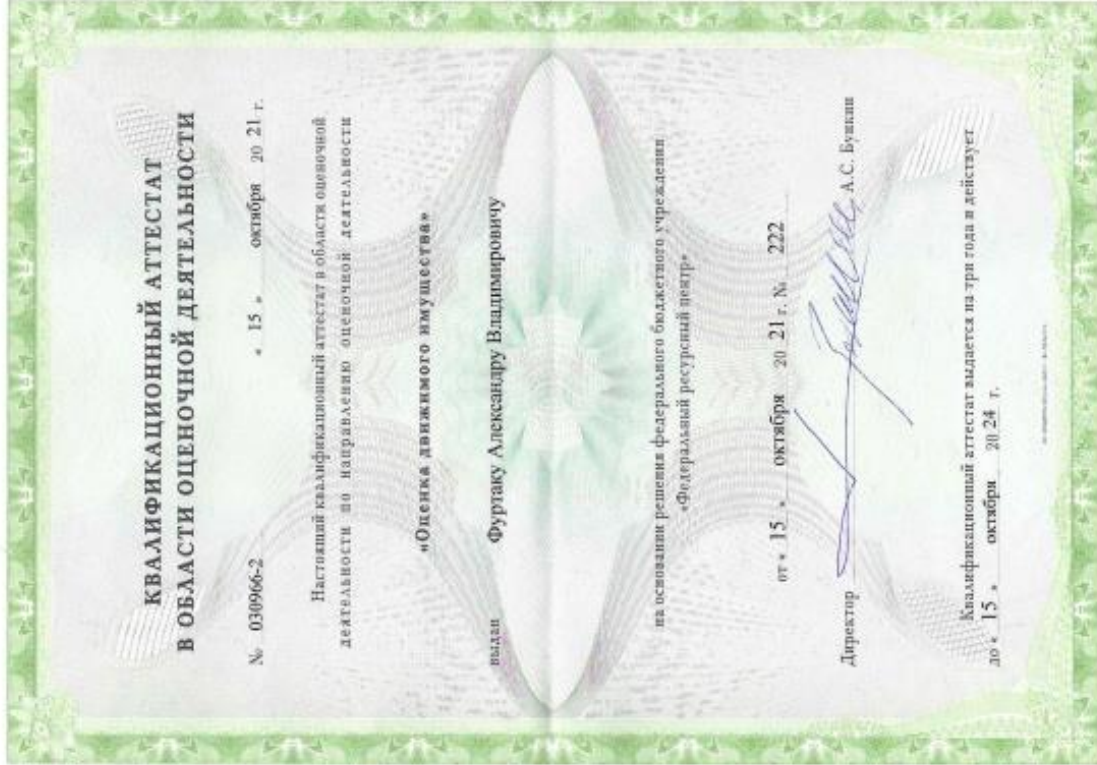 КВАЛИФИКАЦИОННЫЙ АТТЕСТАТ
В ОБЛАСТИ ОЦЕНОЧНОЙ ДЕЯТЕЛЬНОСТИ
№ 030966-2 « 15 » октября 20 21 г.
Настоящий квалификационный аттестат в области оценочной
деятельности по направлению оценочной деятельности
«Оценка движимого имущества»
выдан Фуртаку Александру Владимировичу
на основании решения федерального бюджетного учреждения
«Федеральный ресурсный центр»
от « 15 » октября 20 21 г. № 222
Директор А.С. Бункин
Квалификационный аттестат выдается на три года и действует
до « 15 » октября 20 24 г.